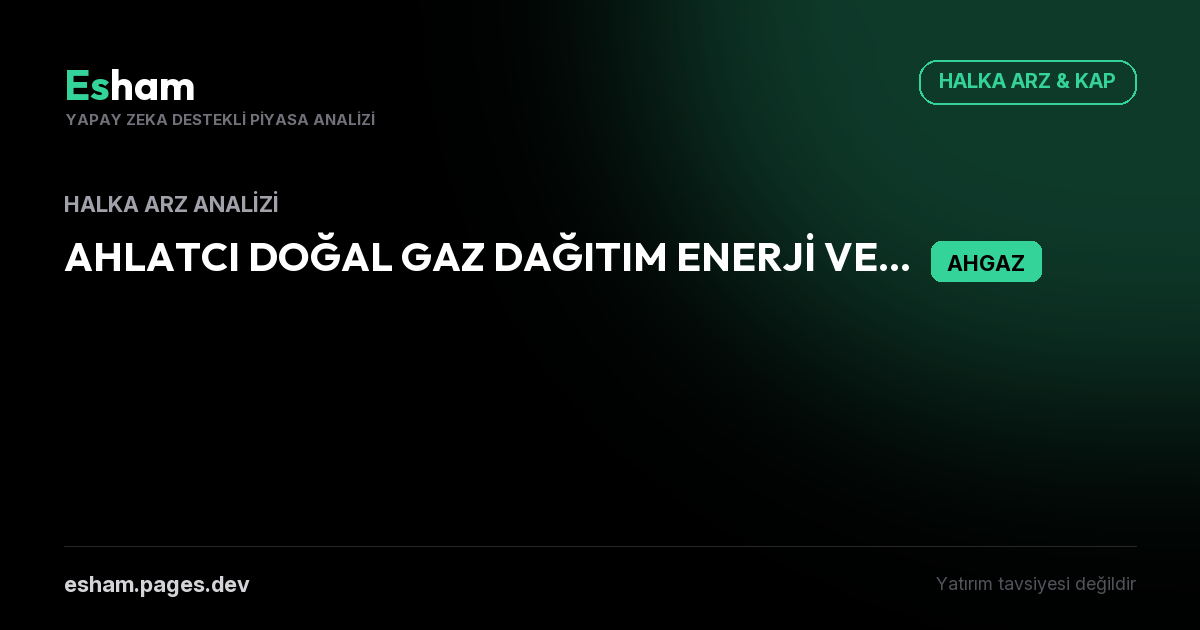 Esham
HALKA ARZ & KAP
YAPAY ZEKA DESTEKLİ PİYASA ANALİZİ
HALKA ARZ ANALİZİ
AHLATCI DOĞAL GAZ DAĞITIM ENERJİ VE... AHGAZ
esham.pages.dev
Yatırım tavsiyesi değildir